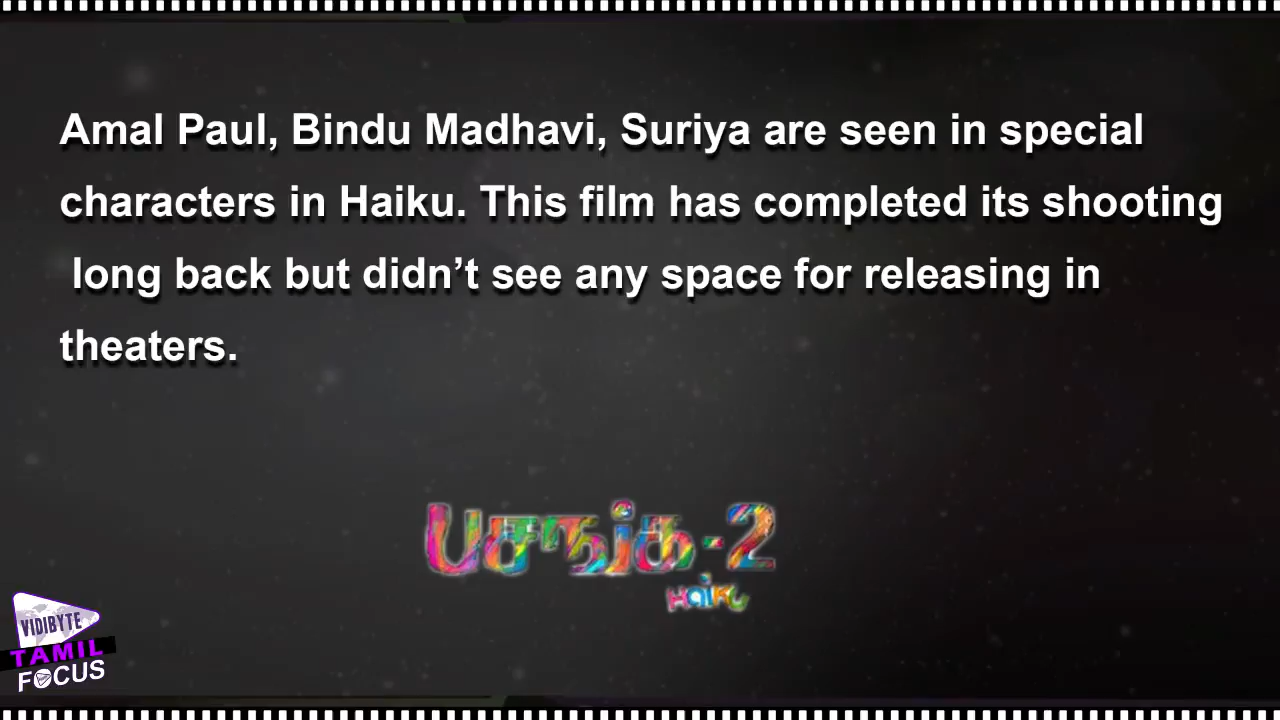 Amal Paul, Bindu Madhavi, Suriya are seen in special
characters in Haiku. This film has completed its shooting
long back but didn’t see any space for releasing in
theaters.
பசங்க-2
Haiku
VIDIBYTE
TAMIL
FOCUS